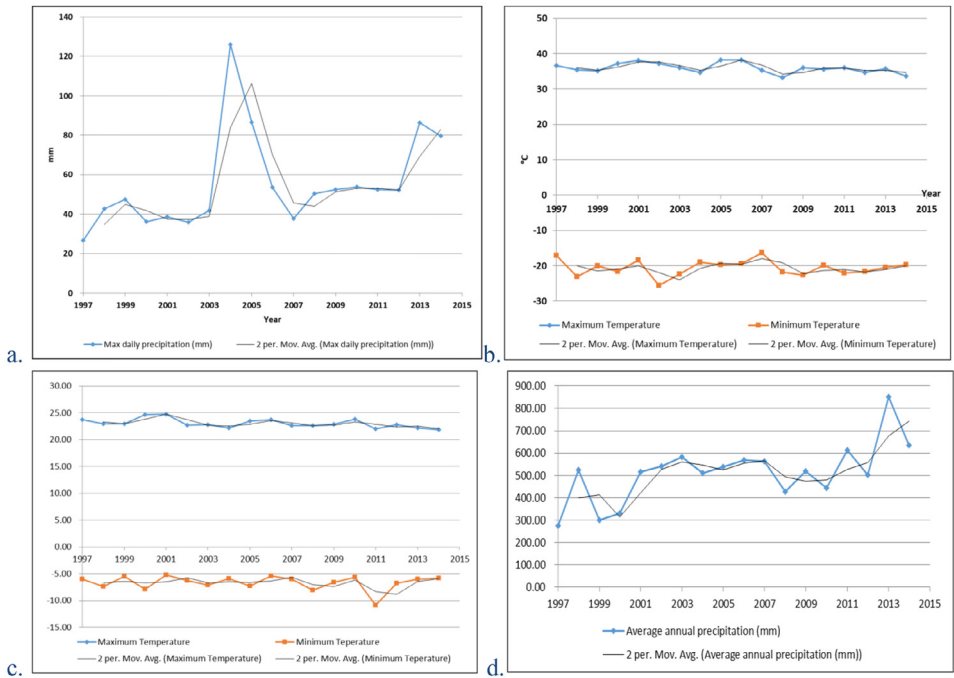 140
120
100
80
60
40
20
0
mm
1997 1999 2001 2003 2005 2007 2009 2011 2013 2015
Year
Max daily precipitation (mm) 2 per. Mov. Avg. (Max daily precipitation (mm))
a.
50
40
30
20
10
0
-10
-20
-30
°C
Year
1997 1999 2001 2003 2005 2007 2009 2011 2013 2015
Maximum Temperature Minimum Teperature
2 per. Mov. Avg. (Maximum Temperature) 2 per. Mov. Avg. (Minimum Teperature)
b.
30.00
25.00
20.00
15.00
10.00
5.00
0.00
-5.00
-10.00
-15.00
1997 1999 2001 2003 2005 2007 2009 2011 2013 2015
Maximum Temperature Minimum Teperature
2 per. Mov. Avg. (Maximum Temperature) 2 per. Mov. Avg. (Minimum Teperature)
c.
900.00
800.00
700.00
600.00
500.00
400.00
300.00
200.00
100.00
0.00
1997 1999 2001 2003 2005 2007 2009 2011 2013 2015
Average annual precipitation (mm)
2 per. Mov. Avg. (Average annual precipitation (mm))
d.